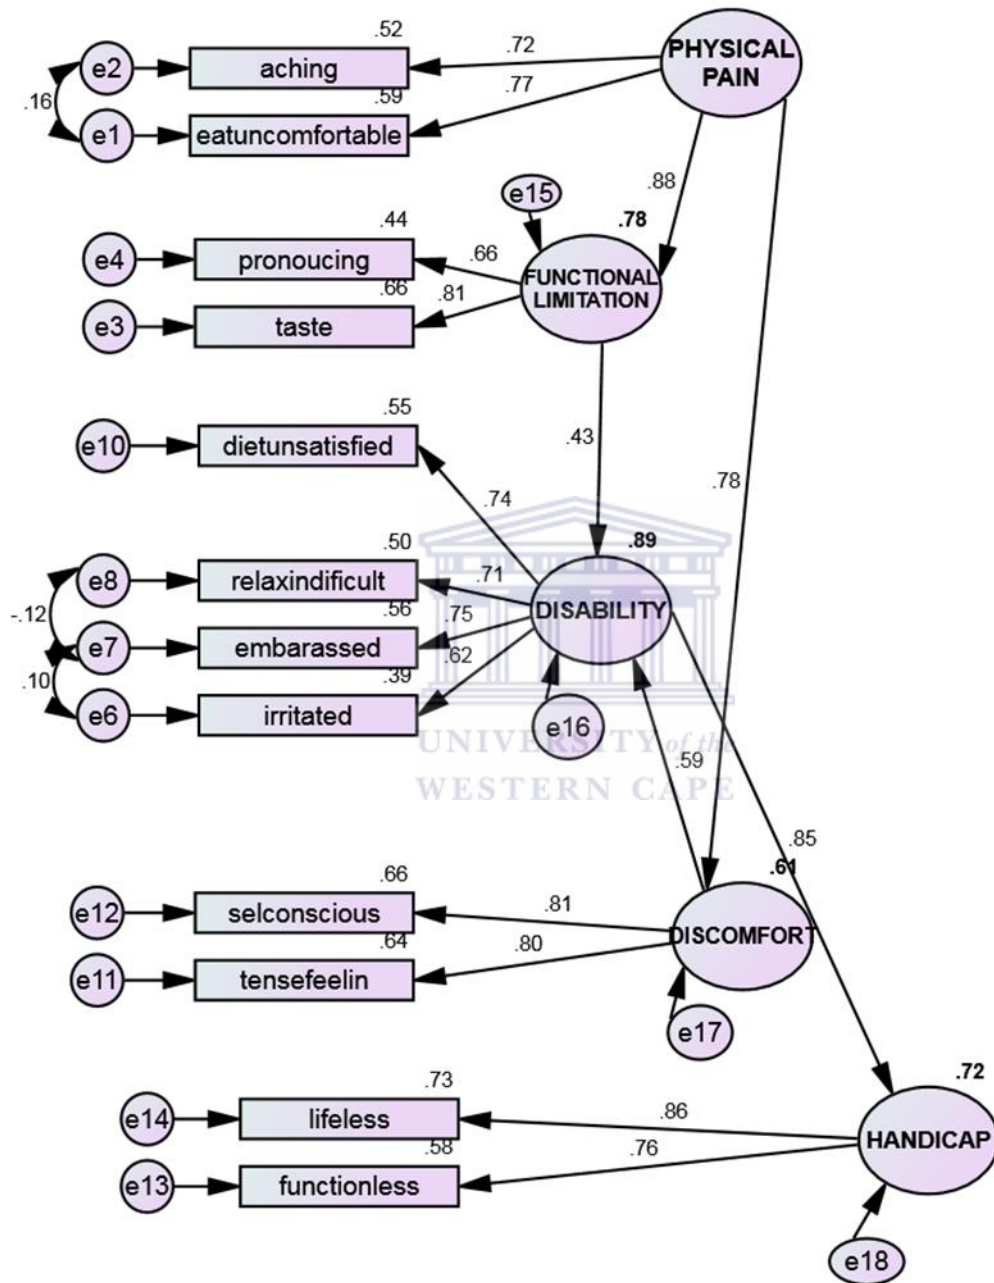 .52
.72
PHYSICAL
PAIN
e2
aching
.16
.59
.77
e1
eatuncomfortable
.88
e15
.44
.78
e4
pronoucing
.66
FUNCTIONAL
LIMITATION
.66
.81
e3
taste
.55
.43
e10
dietunsatisfied
.78
.74
.50
.89
e8
relaxindificult
.71
DISABILITY
-.12
.56
.75
e7
embarassed
.62
.10
.39
e6
irritated
e16
UNIVERSITY of the
.59
WESTERN CAPE
.85
.61
.66
e12
selconscious
.81
DISCOMFORT
.64
.80
e11
tensefeelin
e17
.73
.72
e14
lifeless
.86
HANDICAP
.58
.76
e13
functionless
e18